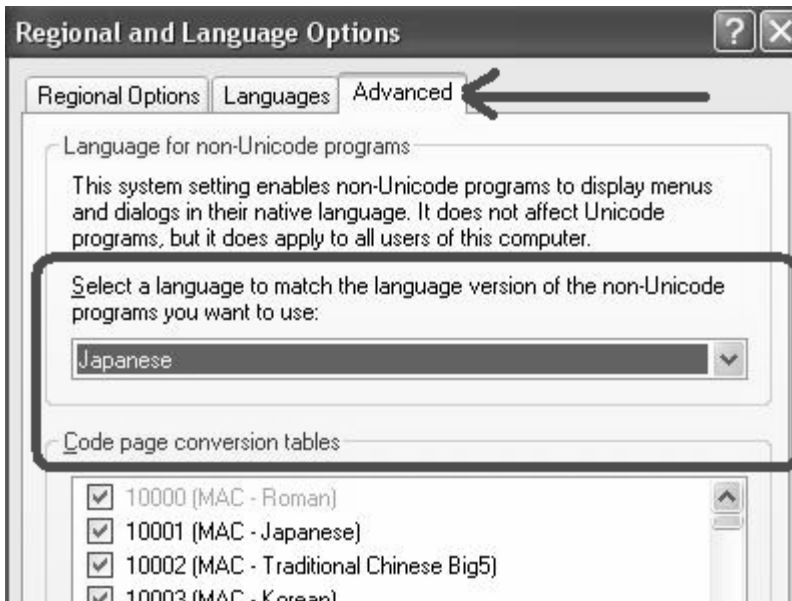 Regional and Language Options
Regional Options Languages Advanced
Language for non-Unicode programs
This system setting enables non-Unicode programs to display menus
and dialogs in their native language. It does not affect Unicode
programs, but it does apply to all users of this computer.
Select a language to match the language version of the non-Unicode
programs you want to use:
Japanese
Code page conversion tables
10000 (MAC - Roman)
10001 (MAC - Japanese)
10002 (MAC - Traditional Chinese Big5)
10003 (MAC - Korean)